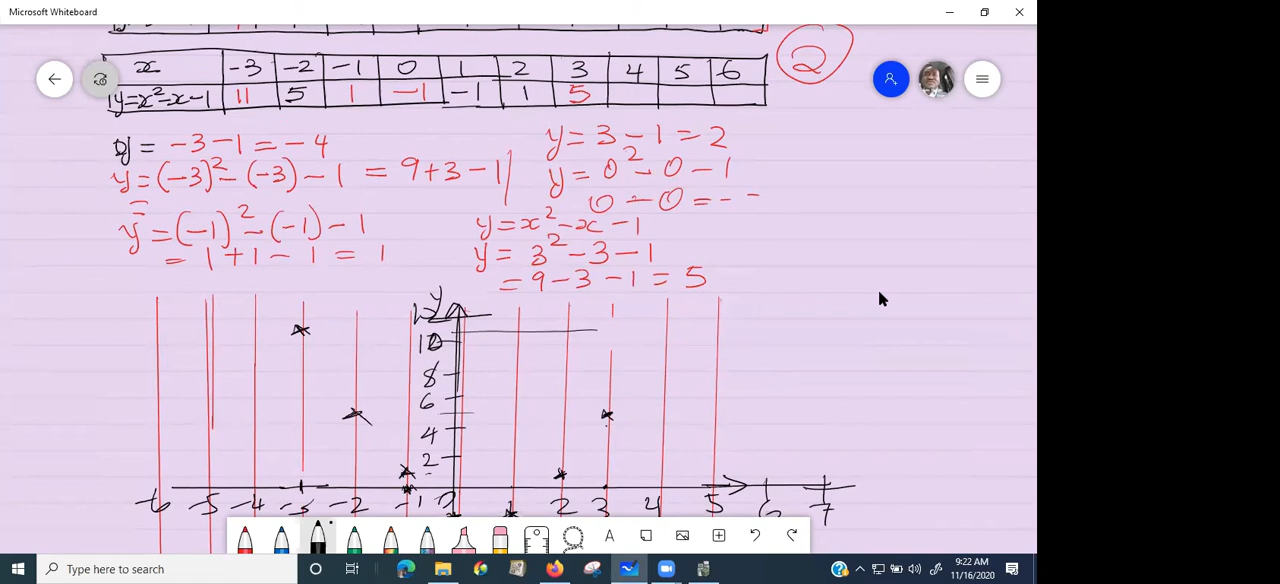 Microsoft Whiteboard
x -3 -2 -1 0 1 2 3 4 5 6
y=x²-x-1 11 5 1 -1 -1 1 5
2
y = -3-1=-4
y=(-3)²-(-3)-1 = 9+3-1
y=(-1)²-(-1)-1
= 1+1-1 = 1
y=3-1=2
y=0²-0-1
0-0=-
y=x²-x-1
y= 3²-3-1
=9-3-1=5
y
10
8
6
4
2
-6 -5 -4 -3 -2 -1 0 2 3 4 5 6 7
A
Type here to search
9:22 AM
11/16/2020